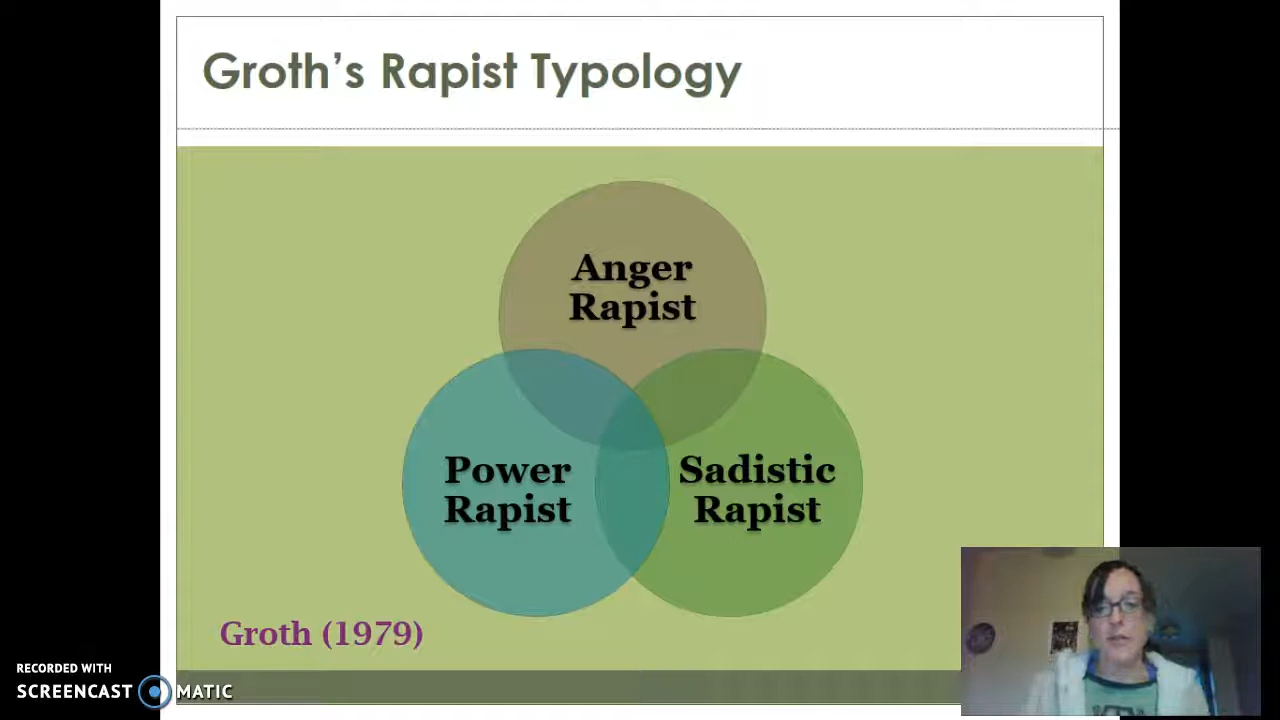 Groth’s Rapist Typology
Anger
Rapist
Power
Rapist
Sadistic
Rapist
Groth (1979)
RECORDED WITH
SCREENCAST MATIC